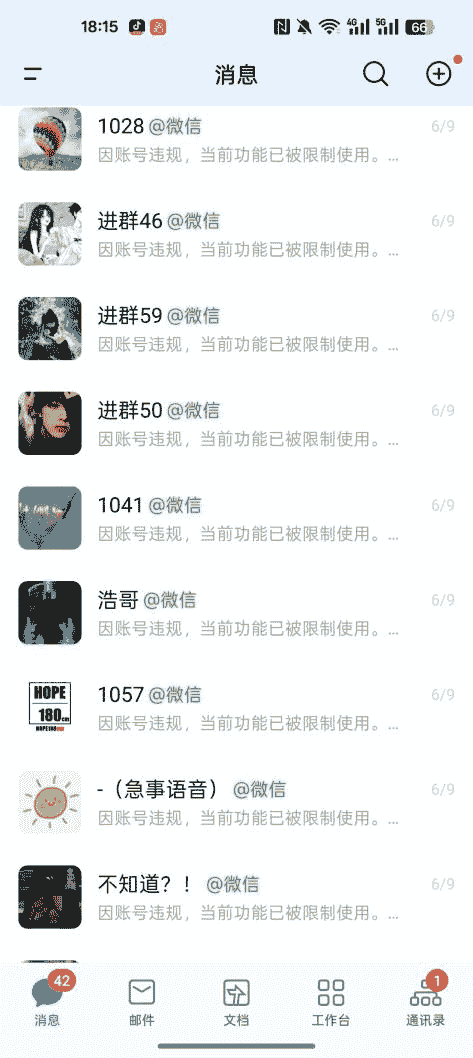 18:15
4G
5G
66
消息
1028 @微信
6/9
因账号违规，当前功能已被限制使用。...
进群46 @微信
6/9
因账号违规，当前功能已被限制使用。...
进群59 @微信
6/9
因账号违规，当前功能已被限制使用。...
进群50 @微信
6/9
因账号违规，当前功能已被限制使用。...
1041 @微信
6/9
因账号违规，当前功能已被限制使用。...
浩哥 @微信
6/9
因账号违规，当前功能已被限制使用。...
HOPE
180cm
1057 @微信
6/9
因账号违规，当前功能已被限制使用。...
-（急事语音） @微信
6/9
因账号违规，当前功能已被限制使用。...
不知道？！ @微信
6/9
因账号违规，当前功能已被限制使用。...
42
1
消息
邮件
文档
工作台
通讯录